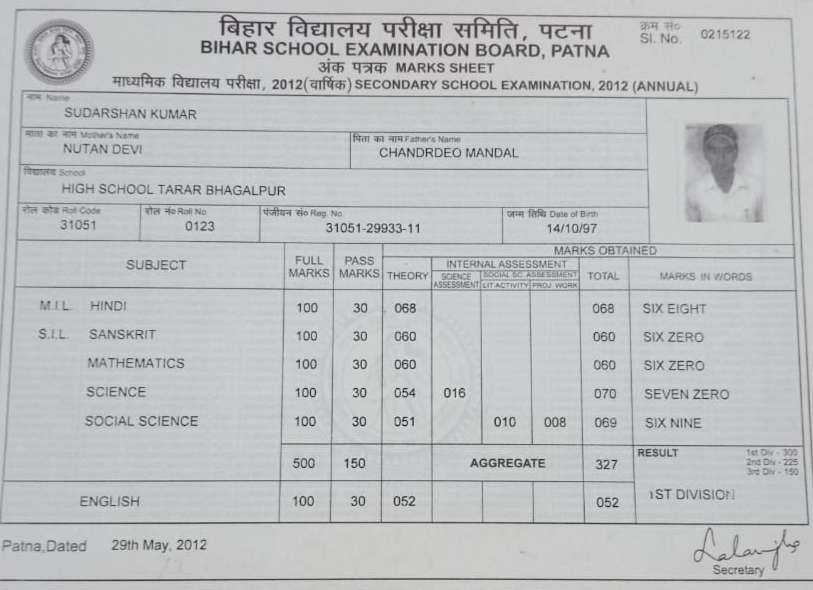 बिहार विद्यालय परीक्षा समिति, पटना
BIHAR SCHOOL EXAMINATION BOARD, PATNA
क्रम सं०
Sl. No. 0215122
अंक पत्रक MARKS SHEET
माध्यमिक विद्यालय परीक्षा, 2012(वार्षिक) SECONDARY SCHOOL EXAMINATION, 2012 (ANNUAL)
नाम Name
SUDARSHAN KUMAR
माता का नाम Mother's Name
NUTAN DEVI
पिता का नाम Father's Name
CHANDRDEO MANDAL
विद्यालय School
HIGH SCHOOL TARAR BHAGALPUR
रोल कोड Roll Code
31051
रोल नं० Roll No
0123
पंजीयन सं० Reg. No.
31051-29933-11
जन्म तिथि Date of Birth
14/10/97
SUBJECT FULL MARKS PASS MARKS MARKS OBTAINED
THEORY INTERNAL ASSESSMENT TOTAL MARKS IN WORDS
SCIENCE ASSESSMENT SOCIAL SC. ASSESSMENT
LIT ACTIVITY PROJ. WORK
M.I.L. HINDI 100 30 068 068 SIX EIGHT
S.I.L. SANSKRIT 100 30 060 060 SIX ZERO
MATHEMATICS 100 30 060 060 SIX ZERO
SCIENCE 100 30 054 016 070 SEVEN ZERO
SOCIAL SCIENCE 100 30 051 010 008 069 SIX NINE
500 150 AGGREGATE 327
RESULT
1st Div - 300
2nd Div - 225
3rd Div - 150
ENGLISH 100 30 052 052
1ST DIVISION
Patna,Dated 29th May, 2012
Secretary